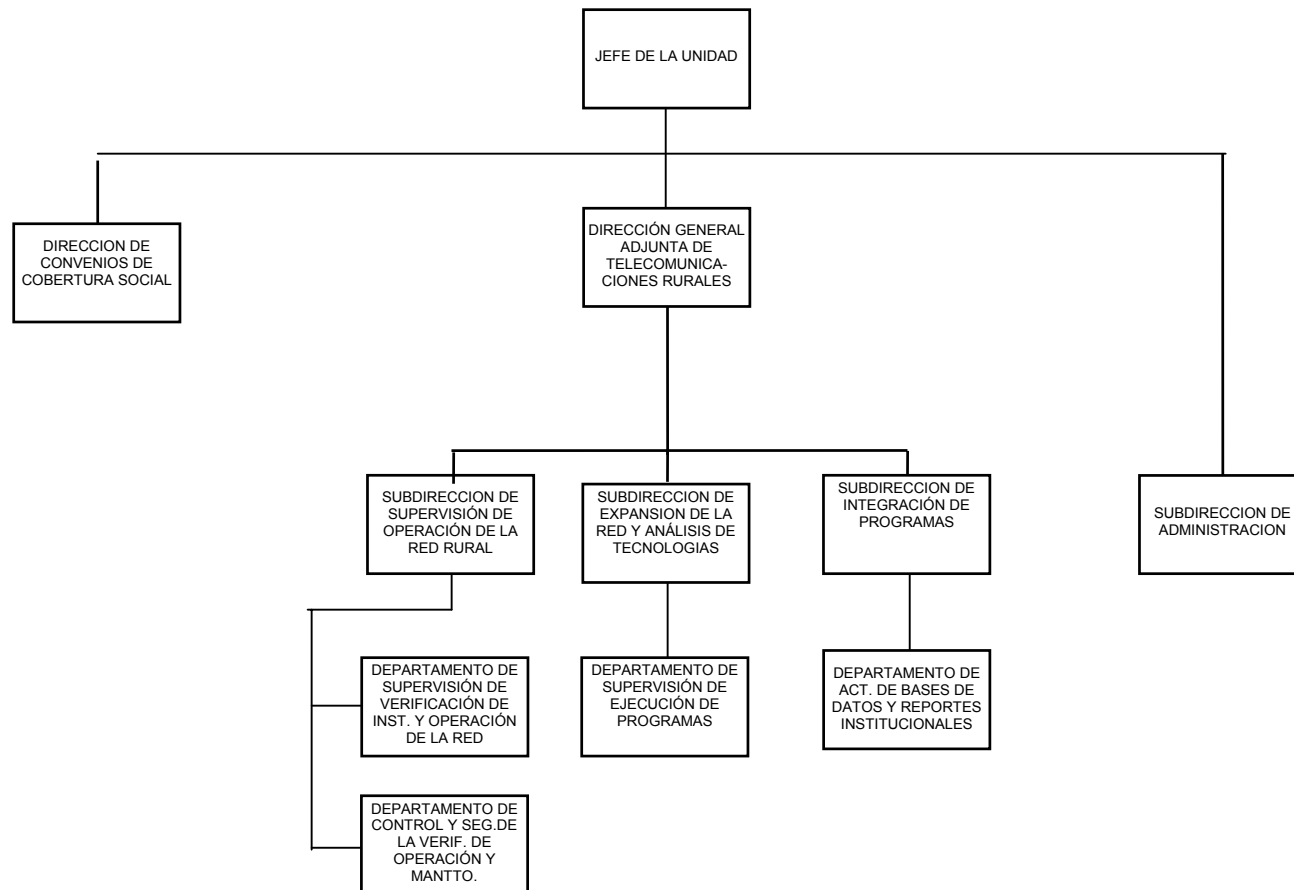 JEFE DE LA UNIDAD
DIRECCION DE
CONVENIOS DE
COBERTURA SOCIAL
DIRECCIÓN GENERAL
ADJUNTA DE
TELECOMUNICA-
CIONES RURALES
SUBDIRECCION DE
SUPERVISIÓN DE
OPERACIÓN DE LA
RED RURAL
SUBDIRECCION DE
EXPANSION DE LA
RED Y ANÁLISIS DE
TECNOLOGIAS
SUBDIRECCION DE
INTEGRACIÓN DE
PROGRAMAS
SUBDIRECCION DE
ADMINISTRACION
DEPARTAMENTO DE
SUPERVISIÓN DE
VERIFICACIÓN DE
INST. Y OPERACIÓN
DE LA RED
DEPARTAMENTO DE
SUPERVISIÓN DE
EJECUCIÓN DE
PROGRAMAS
DEPARTAMENTO DE
ACT. DE BASES DE
DATOS Y REPORTES
INSTITUCIONALES
DEPARTAMENTO DE
CONTROL Y SEG.DE
LA VERIF. DE
OPERACIÓN Y
MANTTO.